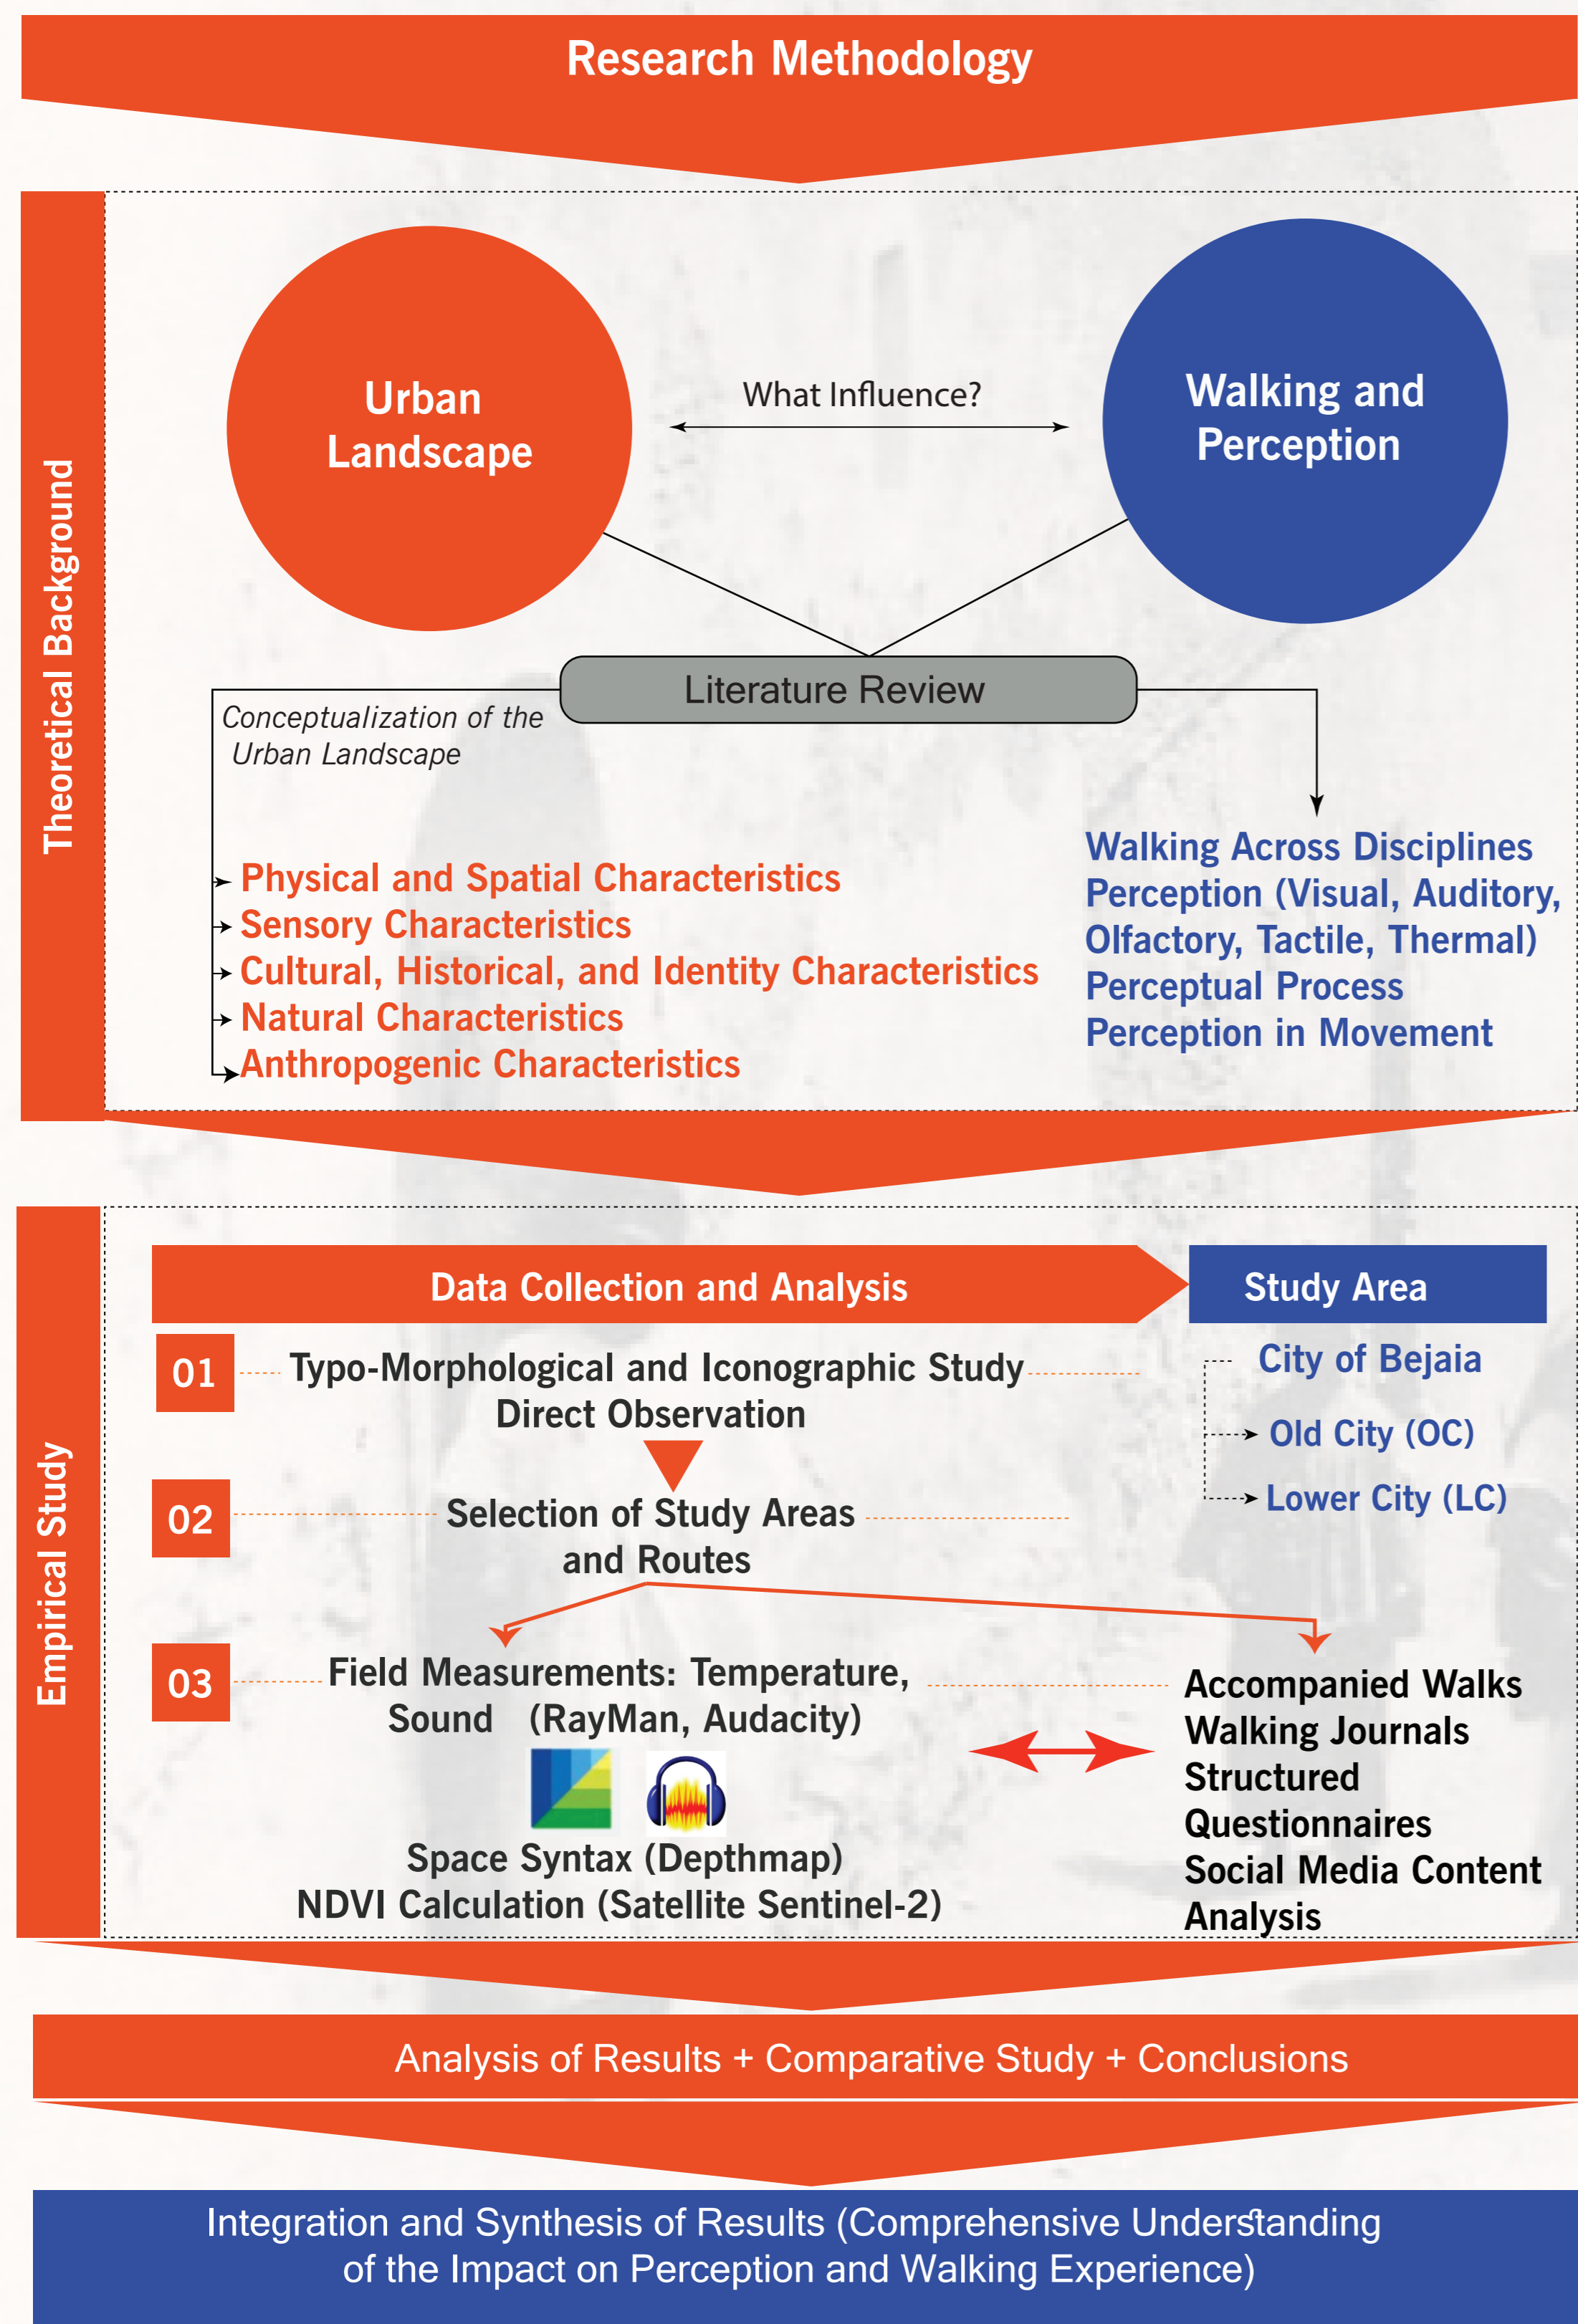 Research Methodology
Theoretical Background
Urban
Landscape
What Influence?
Walking and
Perception
Literature Review
Conceptualization of the
Urban Landscape
Physical and Spatial Characteristics
Sensory Characteristics
Cultural, Historical, and Identity Characteristics
Natural Characteristics
Anthropogenic Characteristics
Walking Across Disciplines
Perception (Visual, Auditory,
Olfactory, Tactile, Thermal)
Perceptual Process
Perception in Movement
Empirical Study
Data Collection and Analysis
Study Area
01
Typo-Morphological and Iconographic Study
Direct Observation
City of Bejaia
Old City (OC)
Lower City (LC)
02
Selection of Study Areas
and Routes
03
Field Measurements: Temperature,
Sound (RayMan, Audacity)
Space Syntax (Depthmap)
NDVI Calculation (Satellite Sentinel-2)
Accompanied Walks
Walking Journals
Structured
Questionnaires
Social Media Content
Analysis
Analysis of Results + Comparative Study + Conclusions
Integration and Synthesis of Results (Comprehensive Understanding
of the Impact on Perception and Walking Experience)